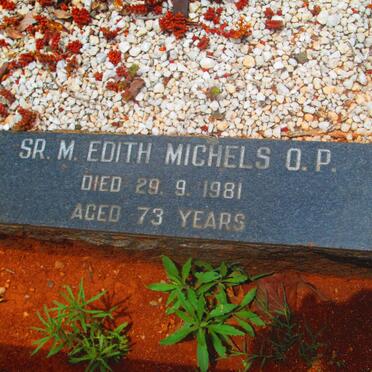 SR. M. EDITH MICHELS O.P.
DIED 29.9.1981
AGED 73 YEARS